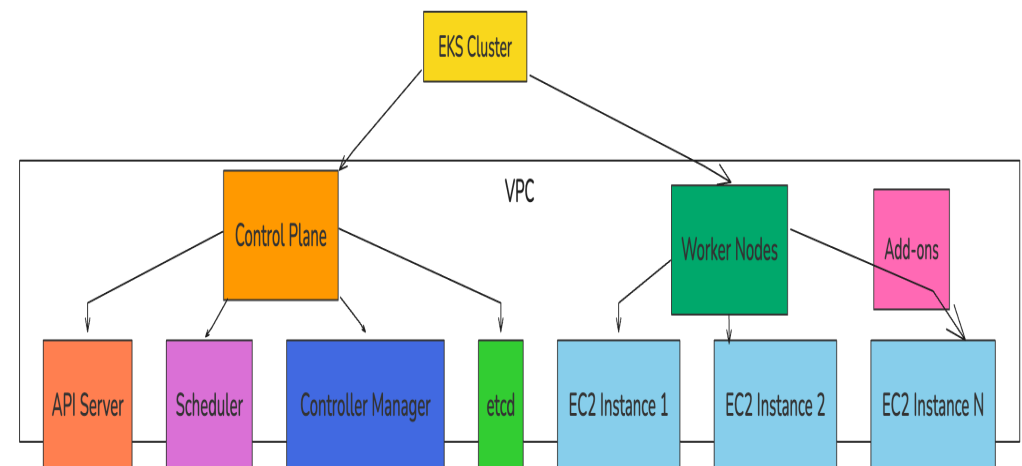 EKS Cluster
VPC
Control Plane
Worker Nodes
Add-ons
API Server
Scheduler
Controller Manager
etcd
EC2 Instance 1
EC2 Instance 2
EC2 Instance N